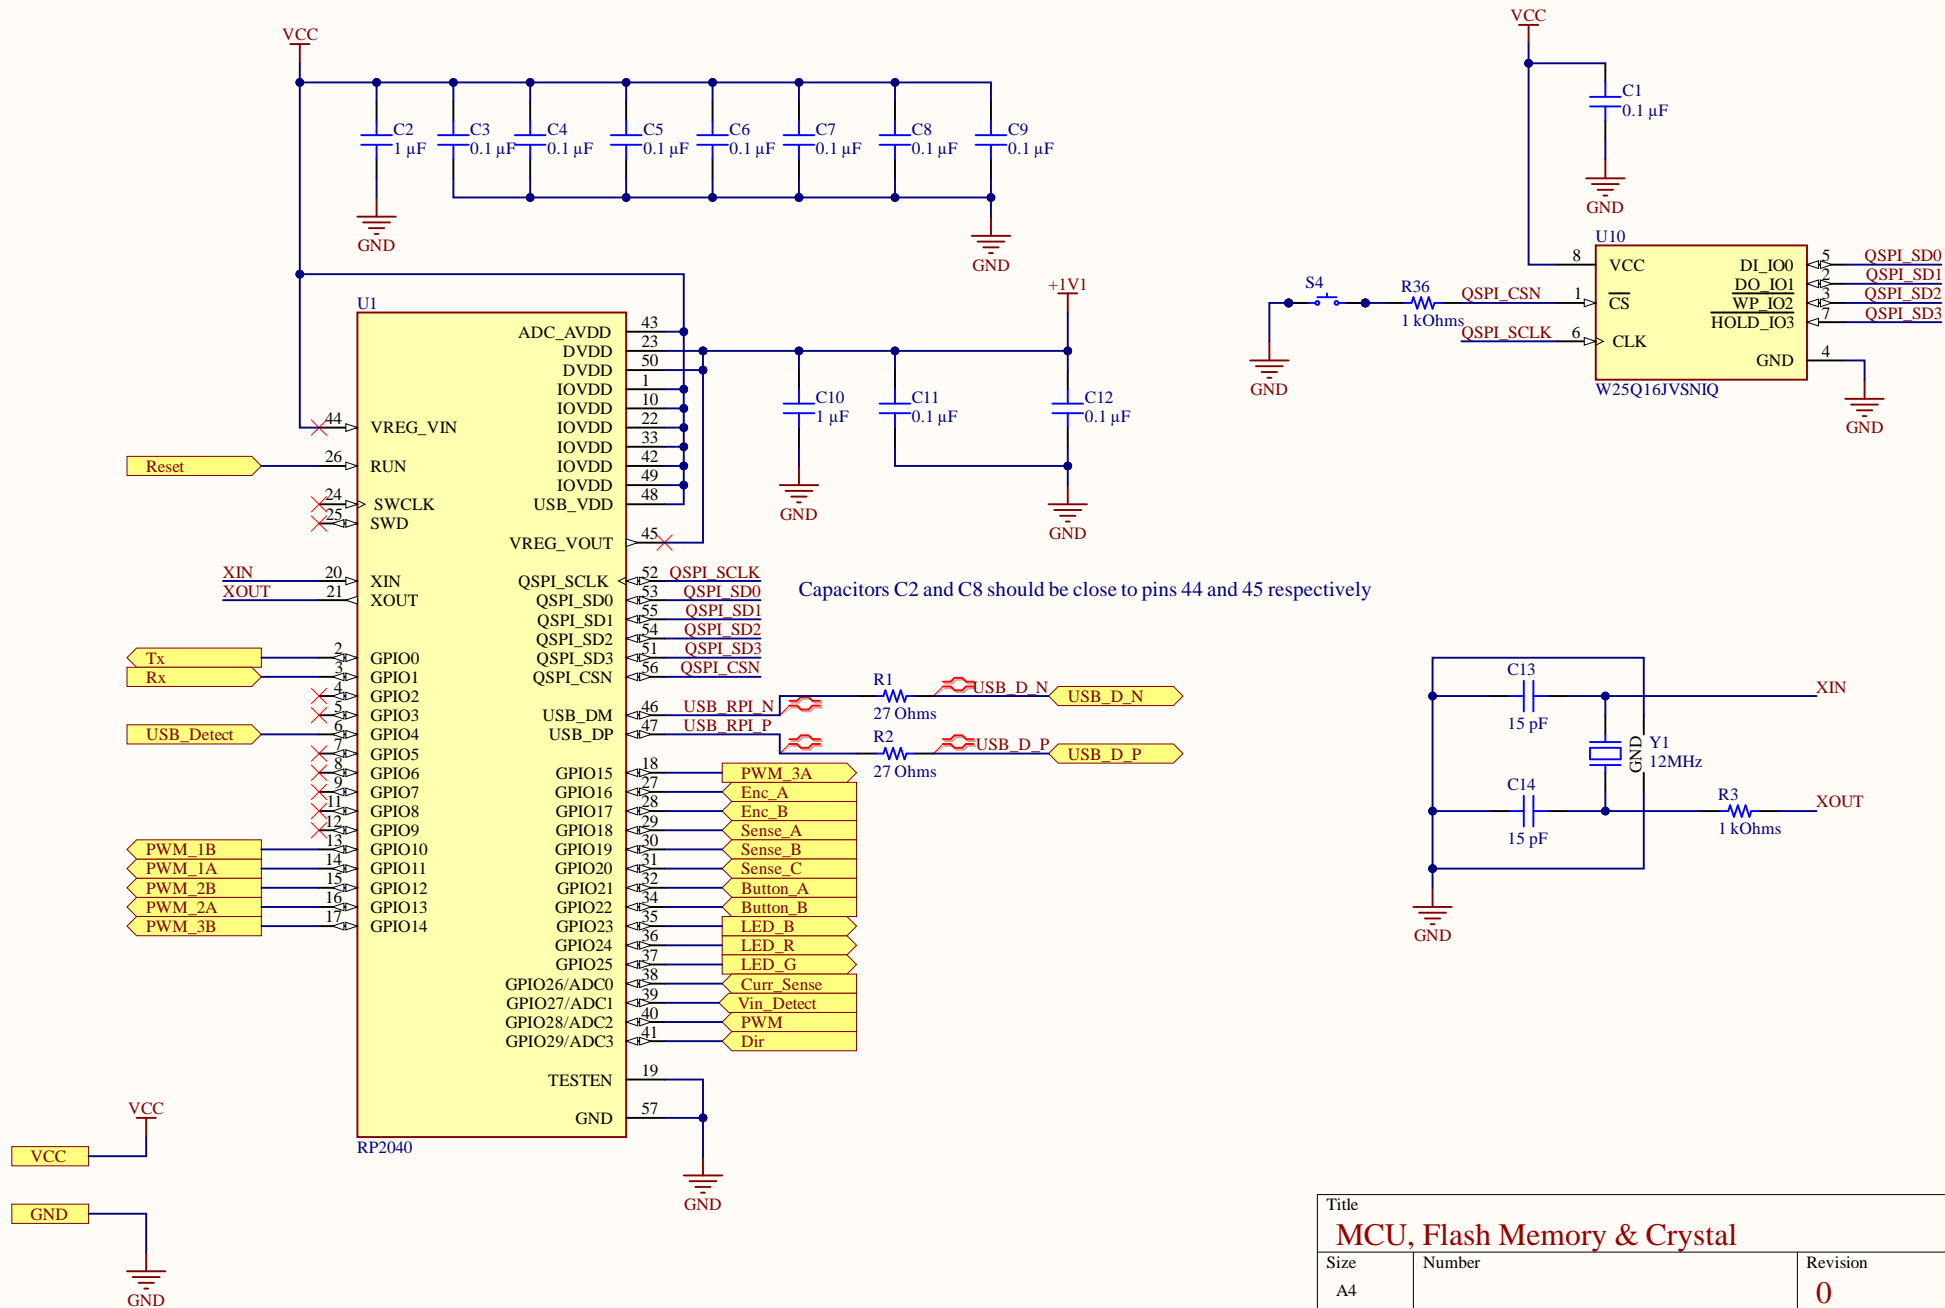 VCC
C2
1 µF
C3
0.1 µF
C4
0.1 µF
C5
0.1 µF
C6
0.1 µF
C7
0.1 µF
C8
0.1 µF
C9
0.1 µF
GND
GND
VCC
C1
0.1 µF
GND
U10
8 VCC
1 CS
6 CLK
DI_IO0 5 QSPI_SD0
DO_IO1 2 QSPI_SD1
WP_IO2 3 QSPI_SD2
HOLD_IO3 7 QSPI_SD3
GND 4
W25Q16JVSNIQ
GND
S4
R36
1 kOhms
QSPI_CSN
QSPI_SCLK
GND
U1
ADC_AVDD 43
DVDD 23
DVDD 50
IOVDD 1
IOVDD 10
IOVDD 22
IOVDD 33
IOVDD 42
IOVDD 49
USB_VDD 48
VREG_VOUT 45
44 VREG_VIN
Reset 26 RUN
24 SWCLK
25 SWD
XIN 20 XIN
XOUT 21 XOUT
Tx 2 GPIO0
Rx 3 GPIO1
4 GPIO2
5 GPIO3
USB_Detect 6 GPIO4
7 GPIO5
8 GPIO6
9 GPIO7
11 GPIO8
12 GPIO9
PWM_1B 13 GPIO10
PWM_1A 14 GPIO11
PWM_2B 15 GPIO12
PWM_2A 16 GPIO13
PWM_3B 17 GPIO14
QSPI_SCLK 52 QSPI_SCLK
QSPI_SD0 53 QSPI_SD0
QSPI_SD1 55 QSPI_SD1
QSPI_SD2 54 QSPI_SD2
QSPI_SD3 51 QSPI_SD3
QSPI_CSN 56 QSPI_CSN
USB_DM 46 USB_RPI_N
USB_DP 47 USB_RPI_P
GPIO15 18 PWM_3A
GPIO16 27 Enc_A
GPIO17 28 Enc_B
GPIO18 29 Sense_A
GPIO19 30 Sense_B
GPIO20 31 Sense_C
GPIO21 32 Button_A
GPIO22 34 Button_B
GPIO23 35 LED_B
GPIO24 36 LED_R
GPIO25 37 LED_G
GPIO26/ADC0 38 Curr_Sense
GPIO27/ADC1 39 Vin_Detect
GPIO28/ADC2 40 PWM
GPIO29/ADC3 41 Dir
TESTEN 19
GND 57
RP2040
GND
+1V1
C10
1 µF
C11
0.1 µF
C12
0.1 µF
GND
GND
Capacitors C2 and C8 should be close to pins 44 and 45 respectively
R1
27 Ohms
USB_D_N
USB_D_N
R2
27 Ohms
USB_D_P
USB_D_P
C13
15 pF
XIN
GND
Y1
12MHz
C14
15 pF
R3
1 kOhms
XOUT
GND
VCC
VCC
GND
GND
Title
MCU, Flash Memory & Crystal
Size
Number
Revision
A4
0